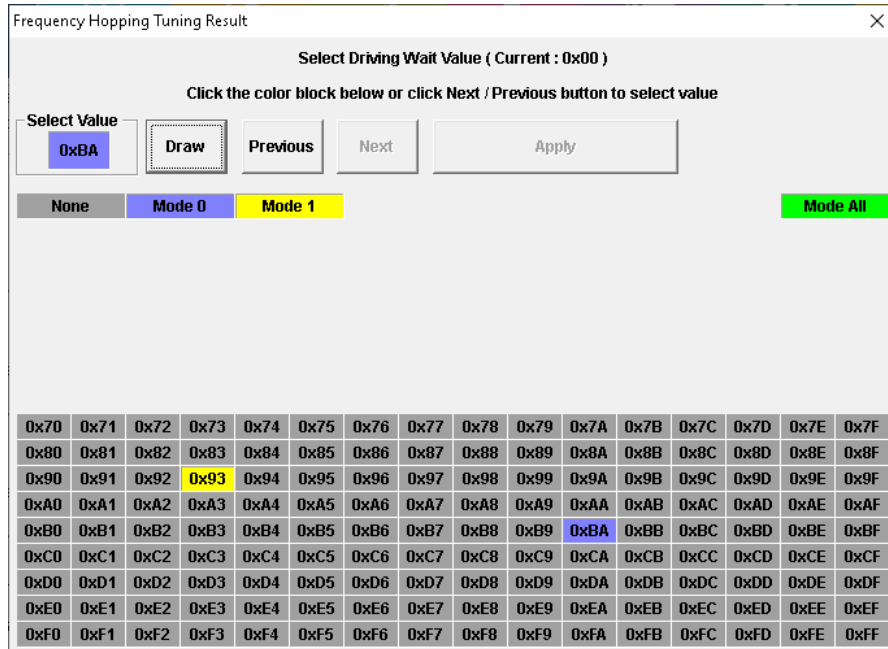 Frequency Hopping Tuning Result
Select Driving Wait Value ( Current : 0x00 )
Click the color block below or click Next / Previous button to select value
Select Value
0xBA Draw Previous Next Apply
None Mode 0 Mode 1 Mode All
0x70 0x71 0x72 0x73 0x74 0x75 0x76 0x77 0x78 0x79 0x7A 0x7B 0x7C 0x7D 0x7E 0x7F
0x80 0x81 0x82 0x83 0x84 0x85 0x86 0x87 0x88 0x89 0x8A 0x8B 0x8C 0x8D 0x8E 0x8F
0x90 0x91 0x92 0x93 0x94 0x95 0x96 0x97 0x98 0x99 0x9A 0x9B 0x9C 0x9D 0x9E 0x9F
0xA0 0xA1 0xA2 0xA3 0xA4 0xA5 0xA6 0xA7 0xA8 0xA9 0xAA 0xAB 0xAC 0xAD 0xAE 0xAF
0xB0 0xB1 0xB2 0xB3 0xB4 0xB5 0xB6 0xB7 0xB8 0xB9 0xBA 0xBB 0xBC 0xBD 0xBE 0xBF
0xC0 0xC1 0xC2 0xC3 0xC4 0xC5 0xC6 0xC7 0xC8 0xC9 0xCA 0xCB 0xCC 0xCD 0xCE 0xCF
0xD0 0xD1 0xD2 0xD3 0xD4 0xD5 0xD6 0xD7 0xD8 0xD9 0xDA 0xDB 0xDC 0xDD 0xDE 0xDF
0xE0 0xE1 0xE2 0xE3 0xE4 0xE5 0xE6 0xE7 0xE8 0xE9 0xEA 0xEB 0xEC 0xED 0xEE 0xEF
0xF0 0xF1 0xF2 0xF3 0xF4 0xF5 0xF6 0xF7 0xF8 0xF9 0xFA 0xFB 0xFC 0xFD 0xFE 0xFF